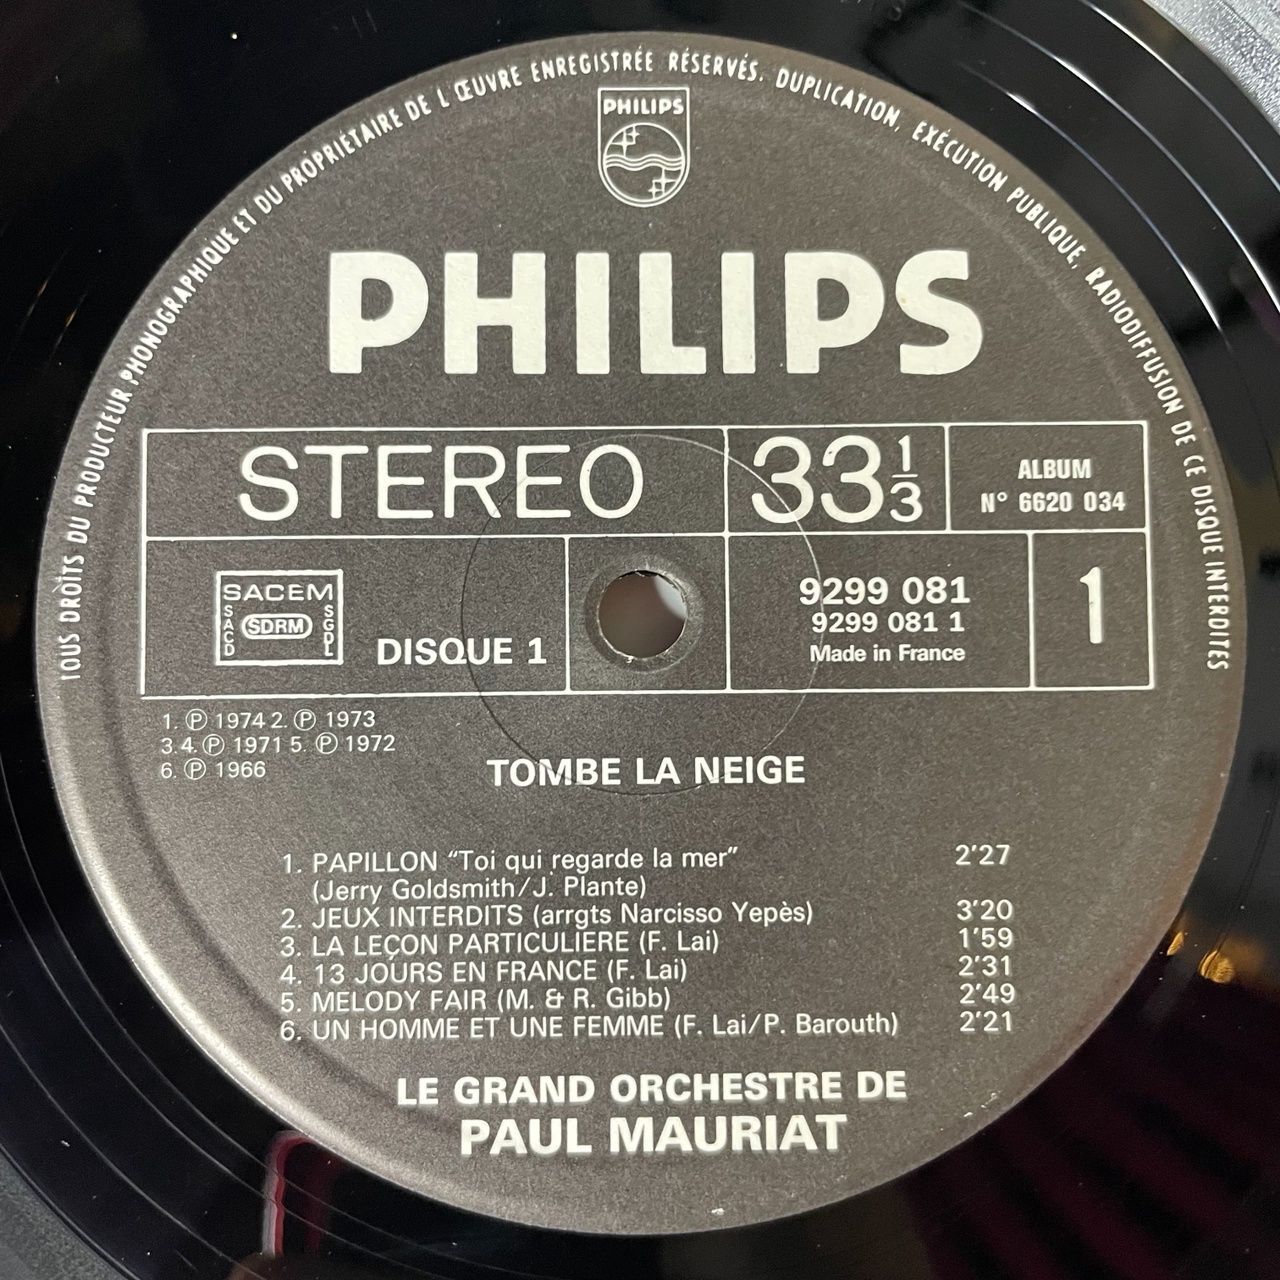 TOUS DROITS DU PRODUCTEUR PHONOGRAPHIQUE ET DU PROPRIÉTAIRE DE L'ŒUVRE ENREGISTRÉE RÉSERVÉS. DUPLICATION, EXÉCUTION PUBLIQUE, RADIODIFFUSION DE CE DISQUE INTERDITES
PHILIPS
PHILIPS
STEREO
33 1/3
ALBUM
N° 6620 034
SACEM
SACD
SDRM
SGDL
DISQUE 1
9299 081
9299 081 1
Made in France
1
1. ℗ 1974 2. ℗ 1973
3.4. ℗ 1971 5. ℗ 1972
6. ℗ 1966
TOMBE LA NEIGE
1. PAPILLON “Toi qui regarde la mer” 2’27
(Jerry Goldsmith/J. Plante)
2. JEUX INTERDITS (arrgts Narcisso Yepès) 3’20
3. LA LEÇON PARTICULIERE (F. Lai) 1’59
4. 13 JOURS EN FRANCE (F. Lai) 2’31
5. MELODY FAIR (M. & R. Gibb) 2’49
6. UN HOMME ET UNE FEMME (F. Lai/P. Barouth) 2’21
LE GRAND ORCHESTRE DE
PAUL MAURIAT